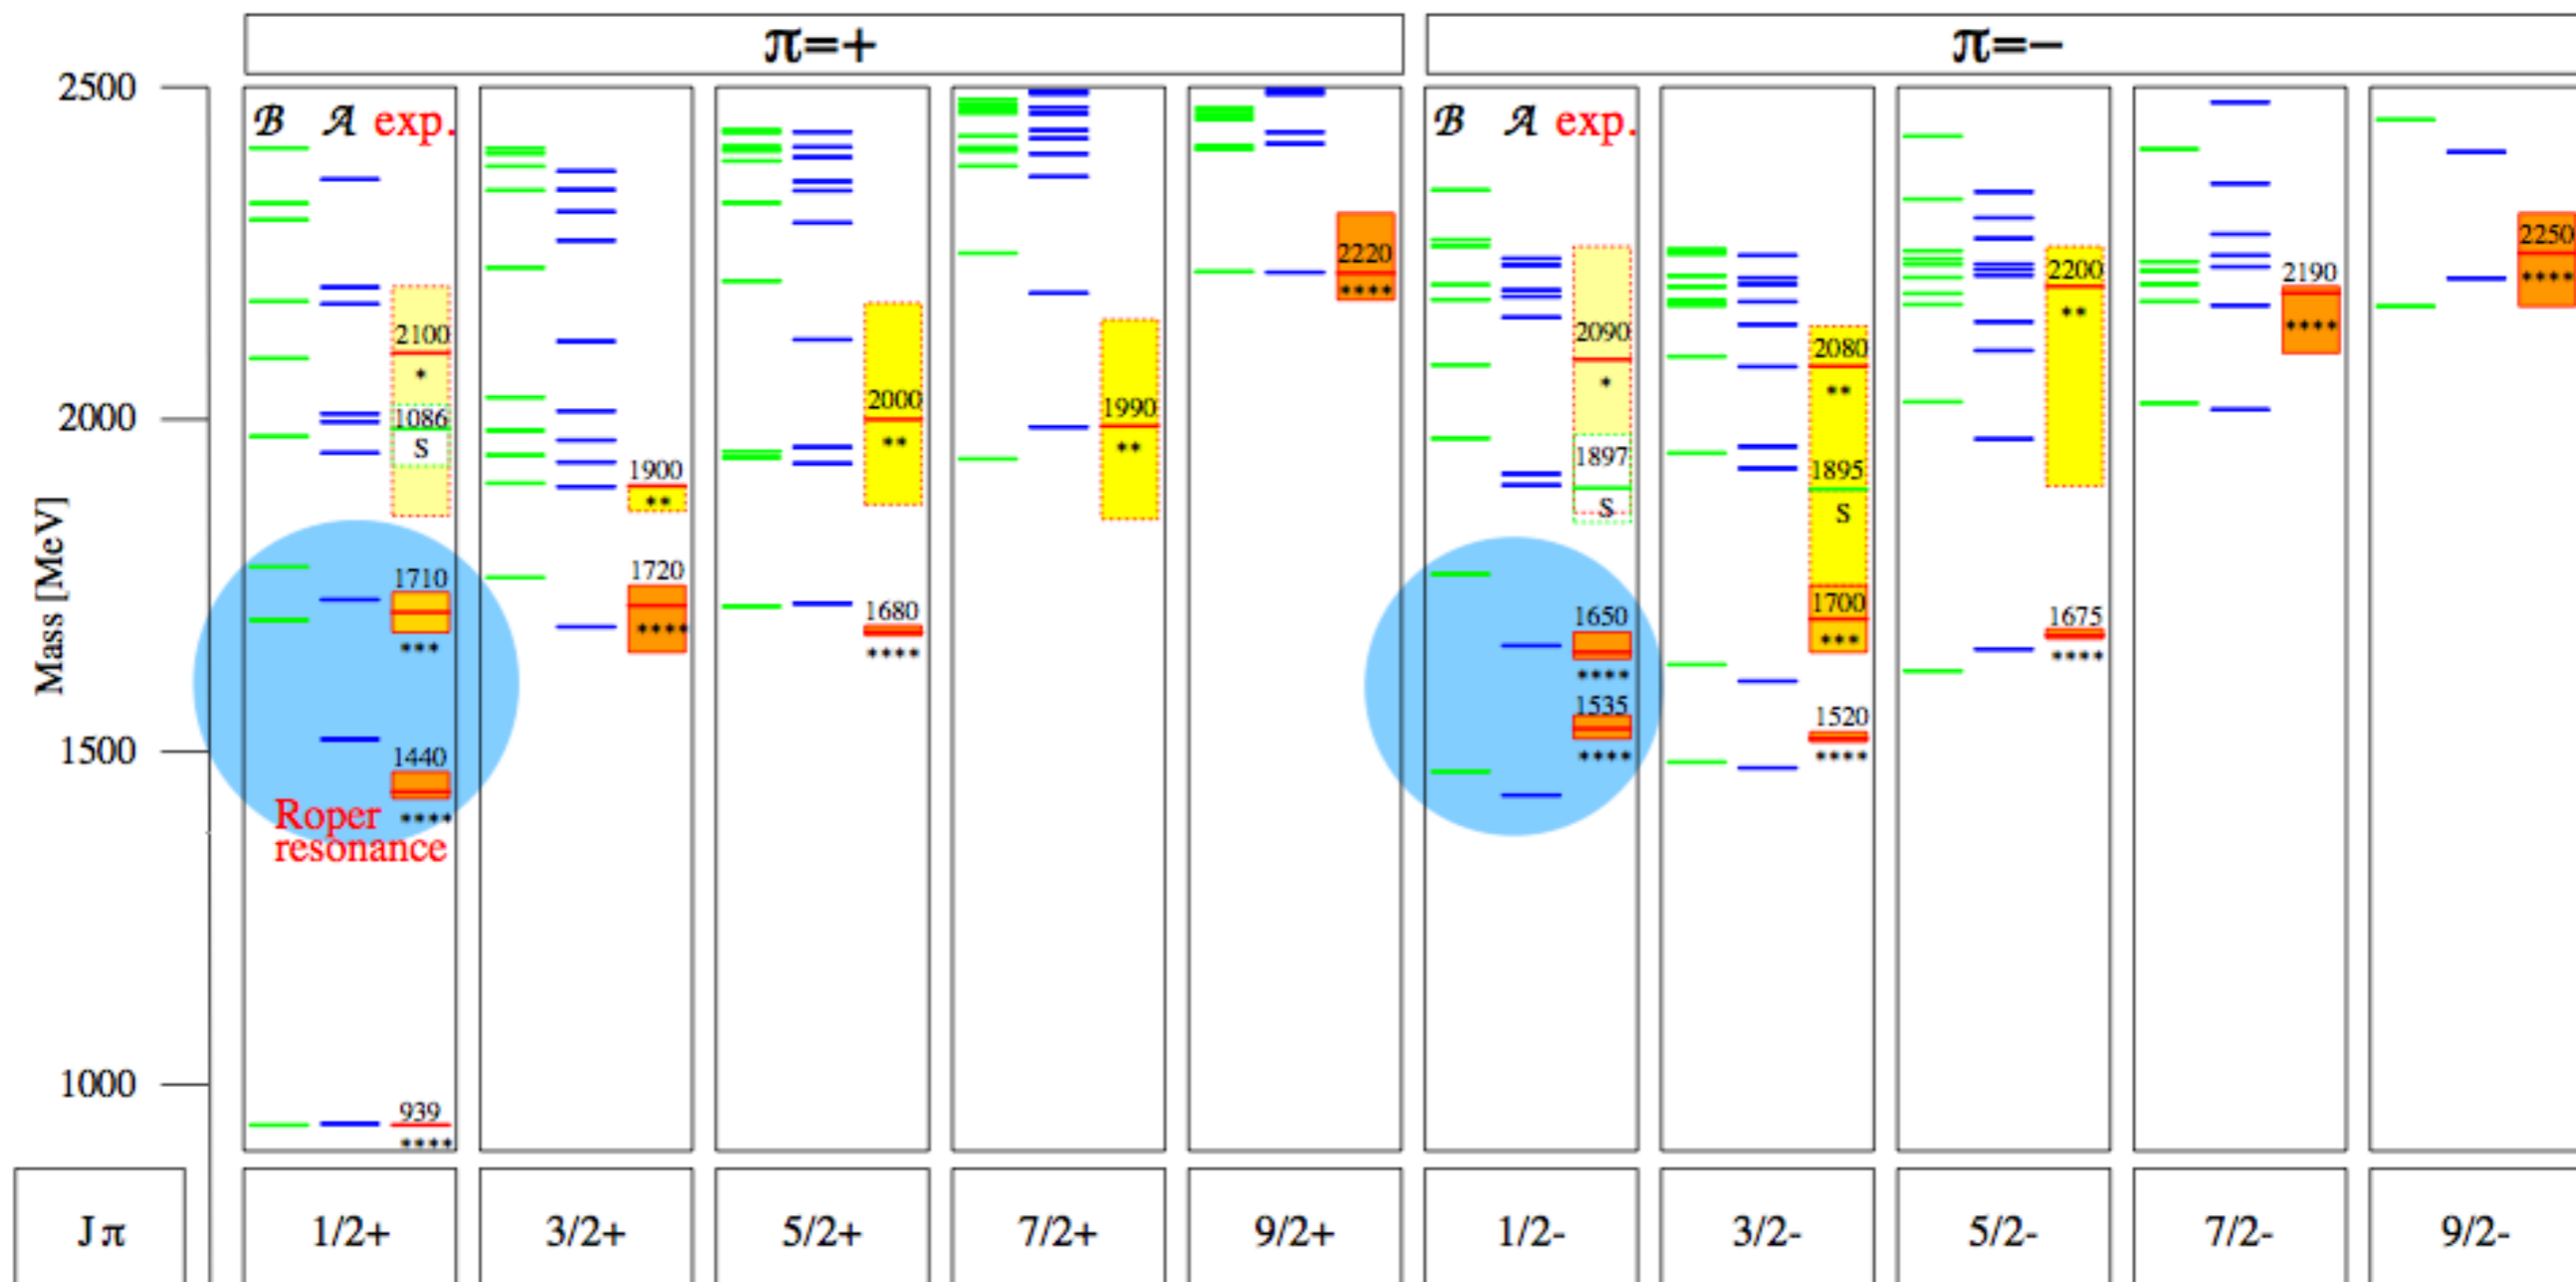 π=+ π=−
2500
B A exp. B A exp.
2220 2250
**** ****
2200 2190
** ****
2100 2090 2080
* * **
2000
1086 2000 1990
S ** **
1900 1897 1895
** S S
Mass [MeV]
1710 1720 1680 1650 1700 1675
*** **** **** **** *** ****
1535 1520
**** ****
1500
1440
Roper ****
resonance
1000
939
****
Jπ 1/2+ 3/2+ 5/2+ 7/2+ 9/2+ 1/2- 3/2- 5/2- 7/2- 9/2-